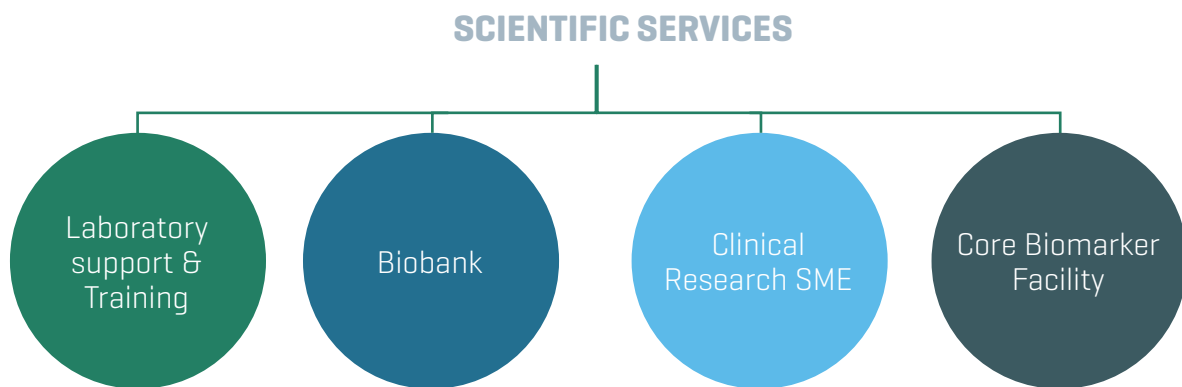 SCIENTIFIC SERVICES
Laboratory
support &
Training
Biobank
Clinical
Research SME
Core Biomarker
Facility